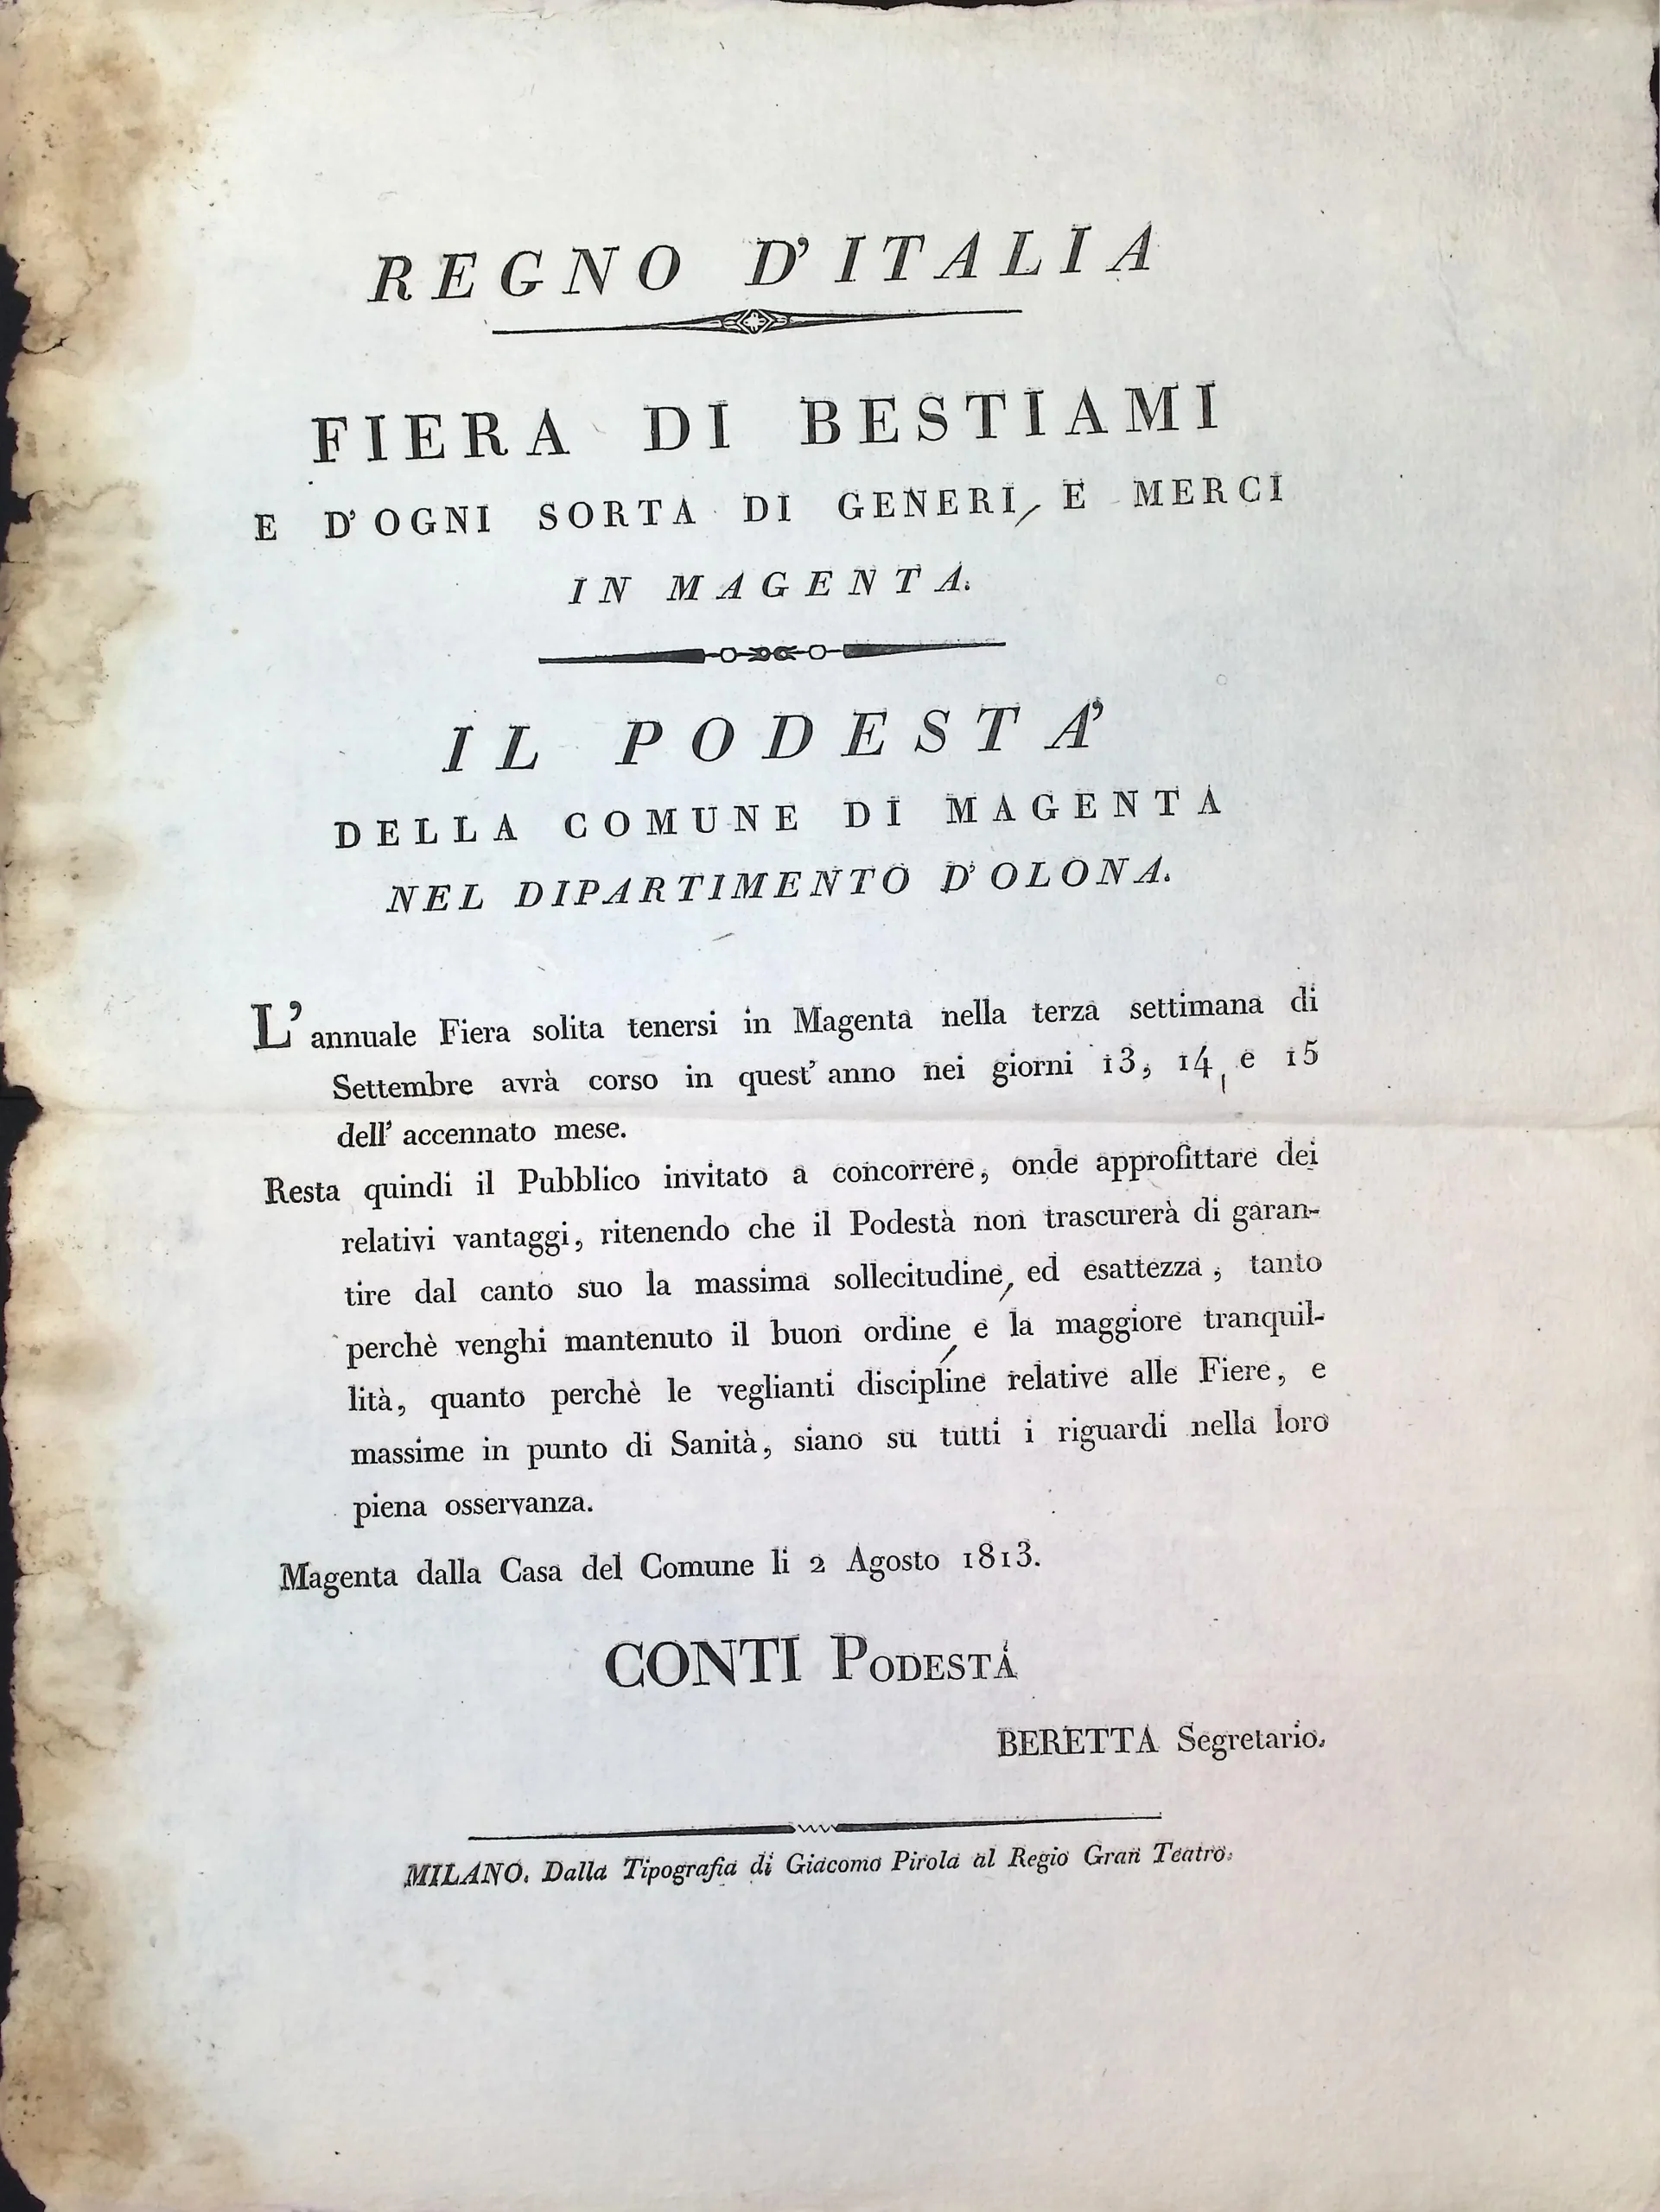 REGNO D'ITALIA
FIERA DI BESTIAMI
E D'OGNI SORTA DI GENERI, E MERCI
IN MAGENTA.
IL PODESTA'
DELLA COMUNE DI MAGENTA
NEL DIPARTIMENTO D'OLONA.
L'annuale Fiera solita tenersi in Magenta nella terza settimana di
Settembre avrà corso in quest' anno nei giorni 13, 14, e 15
dell' accennato mese.
Resta quindi il Pubblico invitato a concorrere, onde approfittare dei
relativi vantaggi, ritenendo che il Podestà non trascurerà di garan-
tire dal canto suo la massima sollecitudine, ed esattezza, tanto
perchè venghi mantenuto il buon ordine, e la maggiore tranquil-
lità, quanto perchè le veglianti discipline relative alle Fiere, e
massime in punto di Sanità, siano su tutti i riguardi nella loro
piena osservanza.
Magenta dalla Casa del Comune li 2 Agosto 1813.
CONTI PODESTÁ
BERETTA Segretario.
MILANO. Dalla Tipografia di Giacomo Pirola al Regio Gran Teatro.